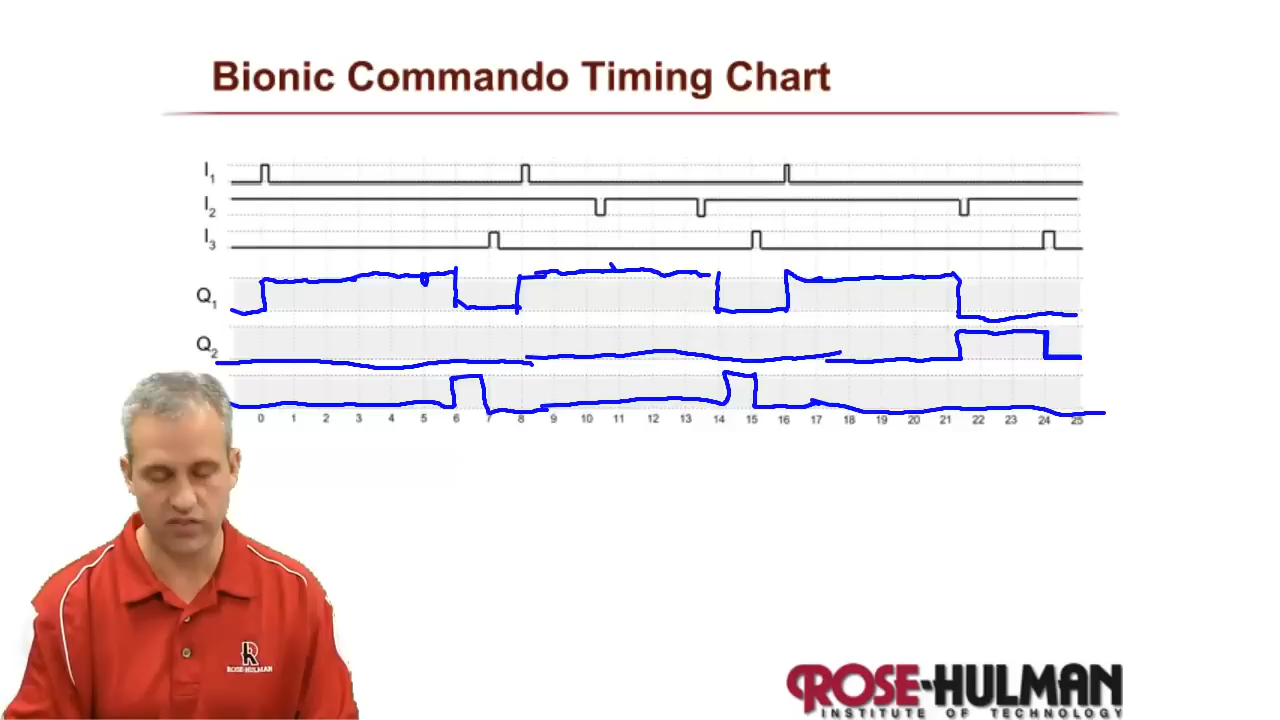 Bionic Commando Timing Chart
I1
I2
I3
Q1
Q2
0 1 2 3 4 5 6 7 8 9 10 11 12 13 14 15 16 17 18 19 20 21 22 23 24 25
R
ROSE-HULMAN
ROSE-HULMAN
INSTITUTE OF TECHNOLOGY